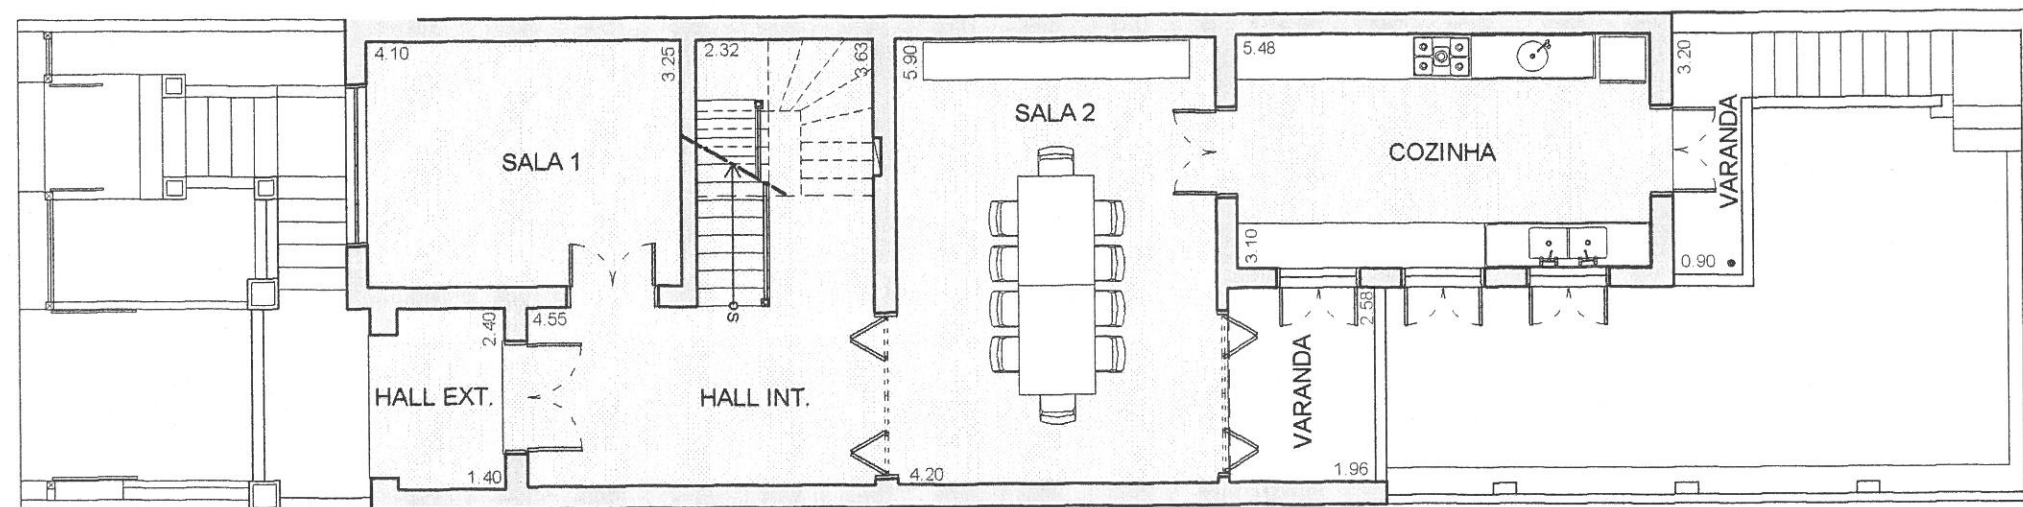 4.10
3.25
2.32
3.63
5.90
5.48
3.20
SALA 1
SALA 2
COZINHA
VARANDA
3.10
0.90
S
2.40
4.55
2.58
HALL EXT.
HALL INT.
VARANDA
1.40
4.20
1.96